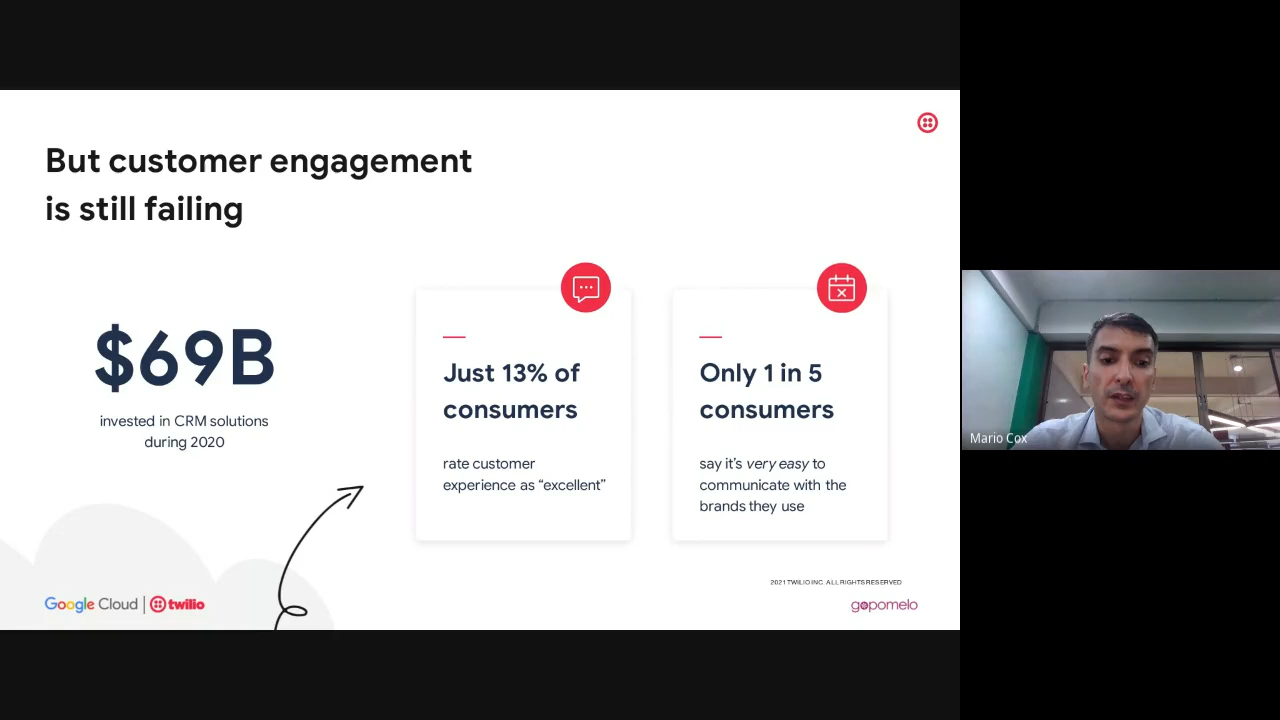 But customer engagement
is still failing
$69B
invested in CRM solutions
during 2020
Just 13% of
consumers
rate customer
experience as “excellent”
Only 1 in 5
consumers
say it’s very easy to
communicate with the
brands they use
2021 TWILIO INC. ALL RIGHTS RESERVED
Google Cloud | twilio
gopomelo
Mario Cox